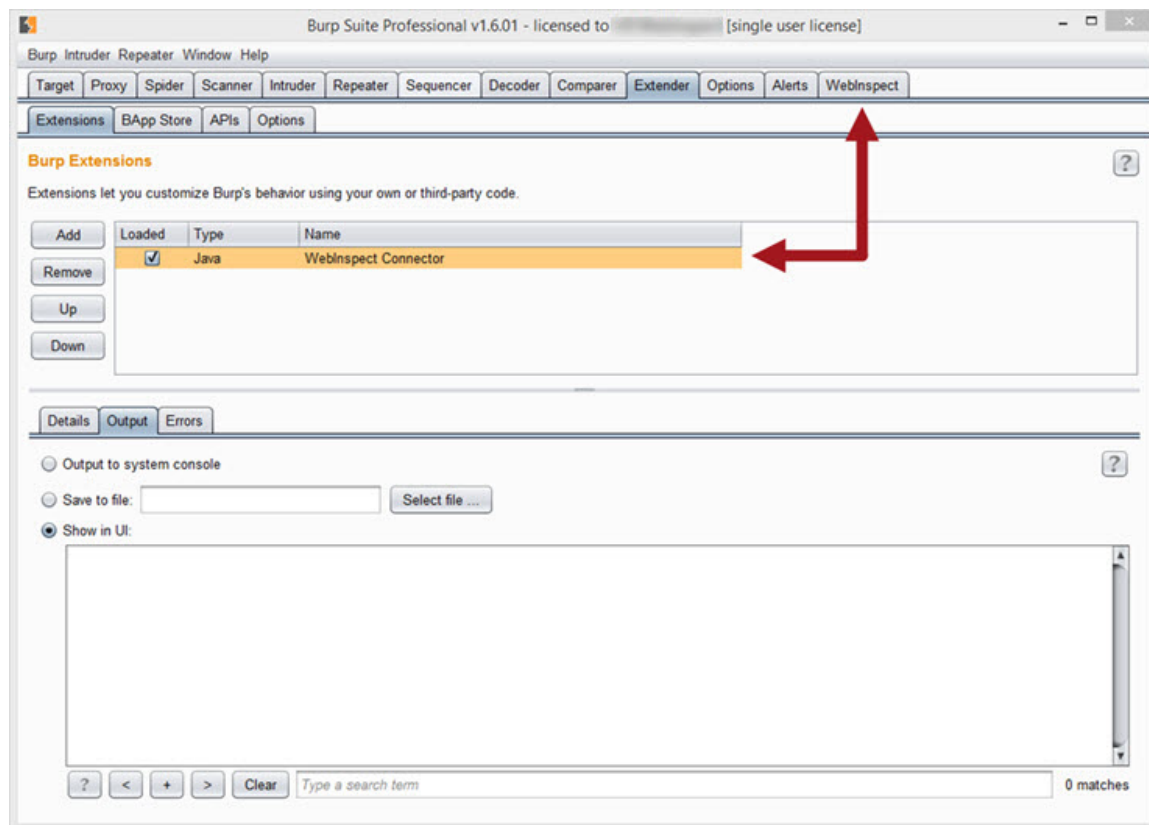 Burp Suite Professional v1.6.01 - licensed to [single user license]
Burp Intruder Repeater Window Help
Target Proxy Spider Scanner Intruder Repeater Sequencer Decoder Comparer Extender Options Alerts WebInspect
Extensions BApp Store APIs Options
Burp Extensions
?
Extensions let you customize Burp's behavior using your own or third-party code.
Add Loaded Type Name
Java WebInspect Connector
Remove
Up
Down
Details Output Errors
Output to system console
?
Save to file: Select file ...
Show in UI:
? < + > Clear Type a search term 0 matches